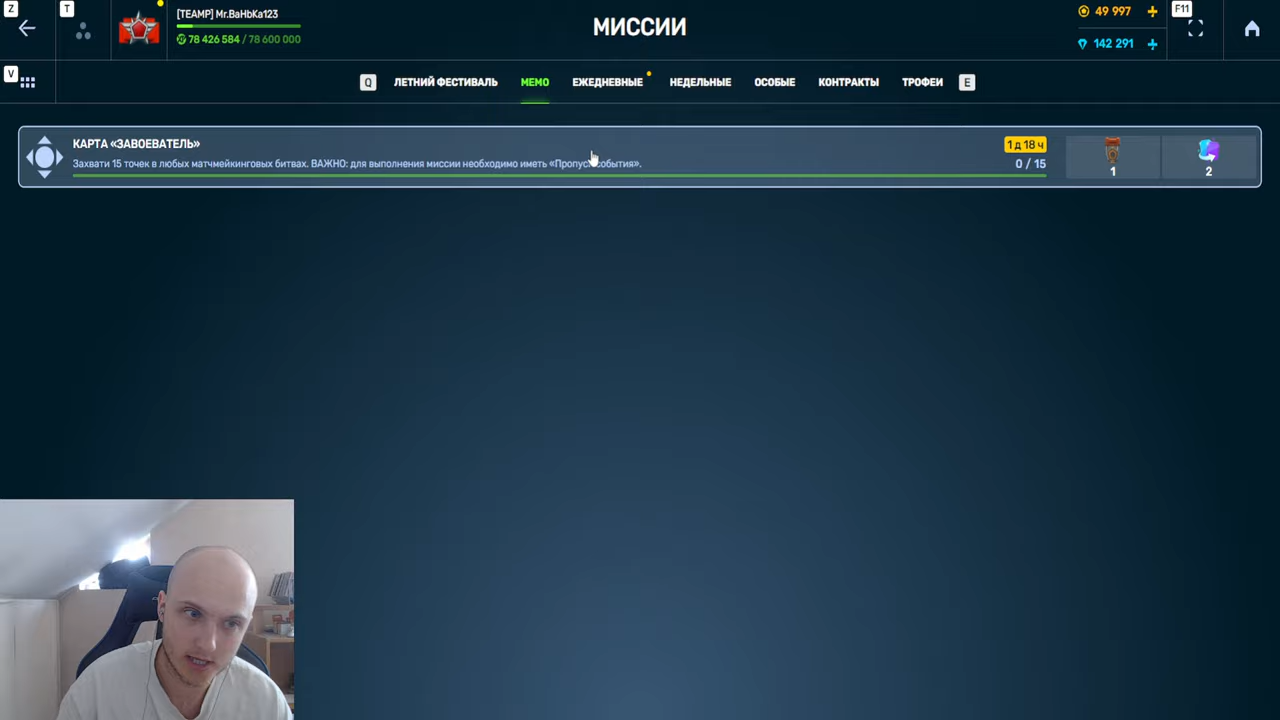 Z
T
[TEAMP] Mr.BaHbKa123
78 426 584 / 78 600 000
МИССИИ
49 997
142 291
F11
V
Q
ЛЕТНИЙ ФЕСТИВАЛЬ
МЕМО
ЕЖЕДНЕВНЫЕ
НЕДЕЛЬНЫЕ
ОСОБЫЕ
КОНТРАКТЫ
ТРОФЕИ
E
КАРТА «ЗАВОЕВАТЕЛЬ»
Захвати 15 точек в любых матчмейкинговых битвах. ВАЖНО: для выполнения миссии необходимо иметь «Пропуск события».
1 д 18 ч
0 / 15
1
2